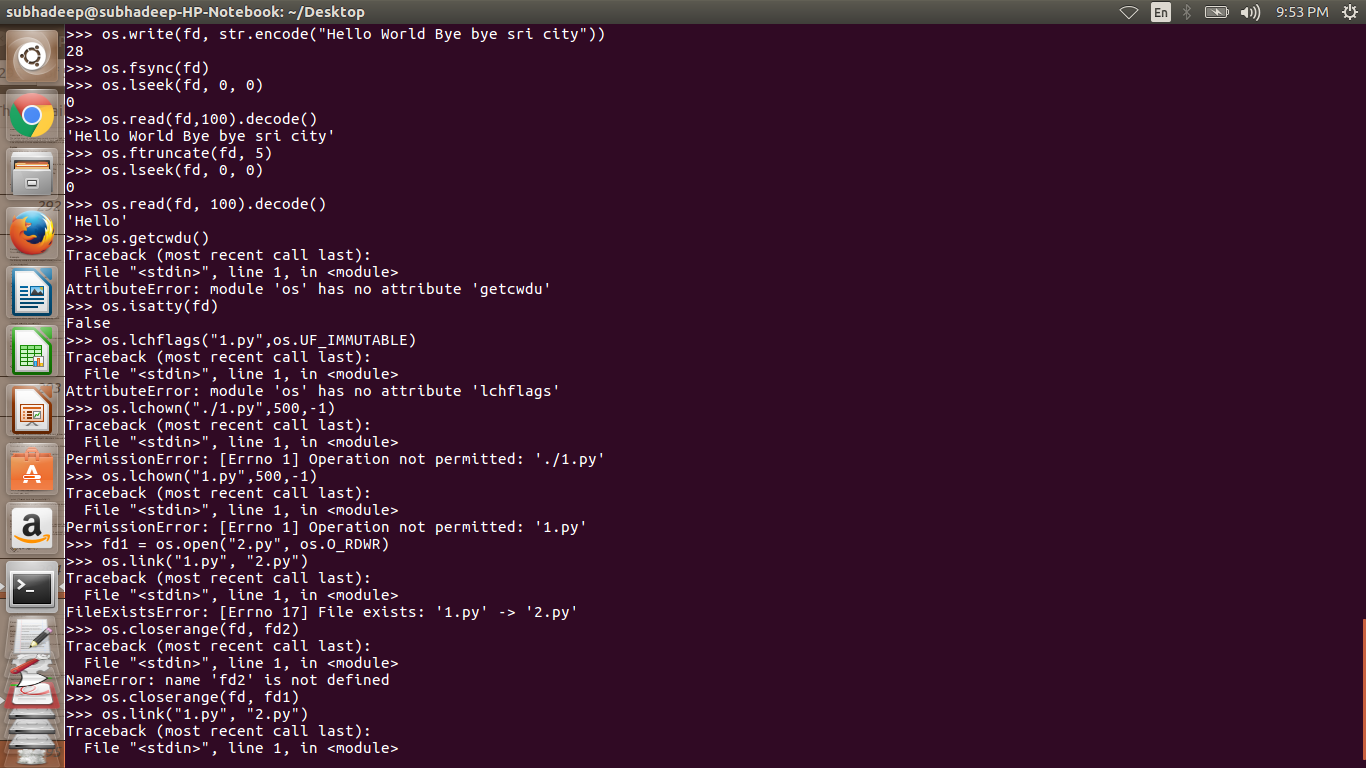 subhadeep@subhadeep-HP-Notebook: ~/Desktop
En
9:53 PM
>>> os.write(fd, str.encode("Hello World Bye bye sri city"))
28
>>> os.fsync(fd)
>>> os.lseek(fd, 0, 0)
0
>>> os.read(fd,100).decode()
'Hello World Bye bye sri city'
>>> os.ftruncate(fd, 5)
>>> os.lseek(fd, 0, 0)
0
>>> os.read(fd, 100).decode()
'Hello'
>>> os.getcwdu()
Traceback (most recent call last):
  File "<stdin>", line 1, in <module>
AttributeError: module 'os' has no attribute 'getcwdu'
>>> os.isatty(fd)
False
>>> os.lchflags("1.py",os.UF_IMMUTABLE)
Traceback (most recent call last):
  File "<stdin>", line 1, in <module>
AttributeError: module 'os' has no attribute 'lchflags'
>>> os.lchown("./1.py",500,-1)
Traceback (most recent call last):
  File "<stdin>", line 1, in <module>
PermissionError: [Errno 1] Operation not permitted: './1.py'
>>> os.lchown("1.py",500,-1)
Traceback (most recent call last):
  File "<stdin>", line 1, in <module>
PermissionError: [Errno 1] Operation not permitted: '1.py'
>>> fd1 = os.open("2.py", os.O_RDWR)
>>> os.link("1.py", "2.py")
Traceback (most recent call last):
  File "<stdin>", line 1, in <module>
FileExistsError: [Errno 17] File exists: '1.py' -> '2.py'
>>> os.closerange(fd, fd2)
Traceback (most recent call last):
  File "<stdin>", line 1, in <module>
NameError: name 'fd2' is not defined
>>> os.closerange(fd, fd1)
>>> os.link("1.py", "2.py")
Traceback (most recent call last):
  File "<stdin>", line 1, in <module>